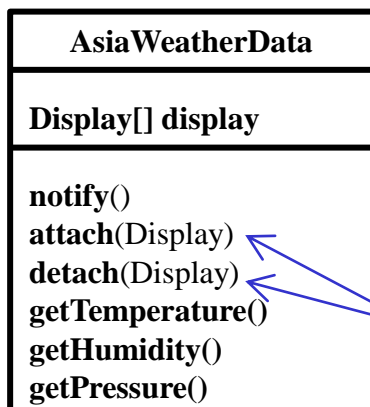 AsiaWeatherData
Display[] display
notify()
attach(Display)
detach(Display)
getTemperature()
getHumidity()
getPressure()